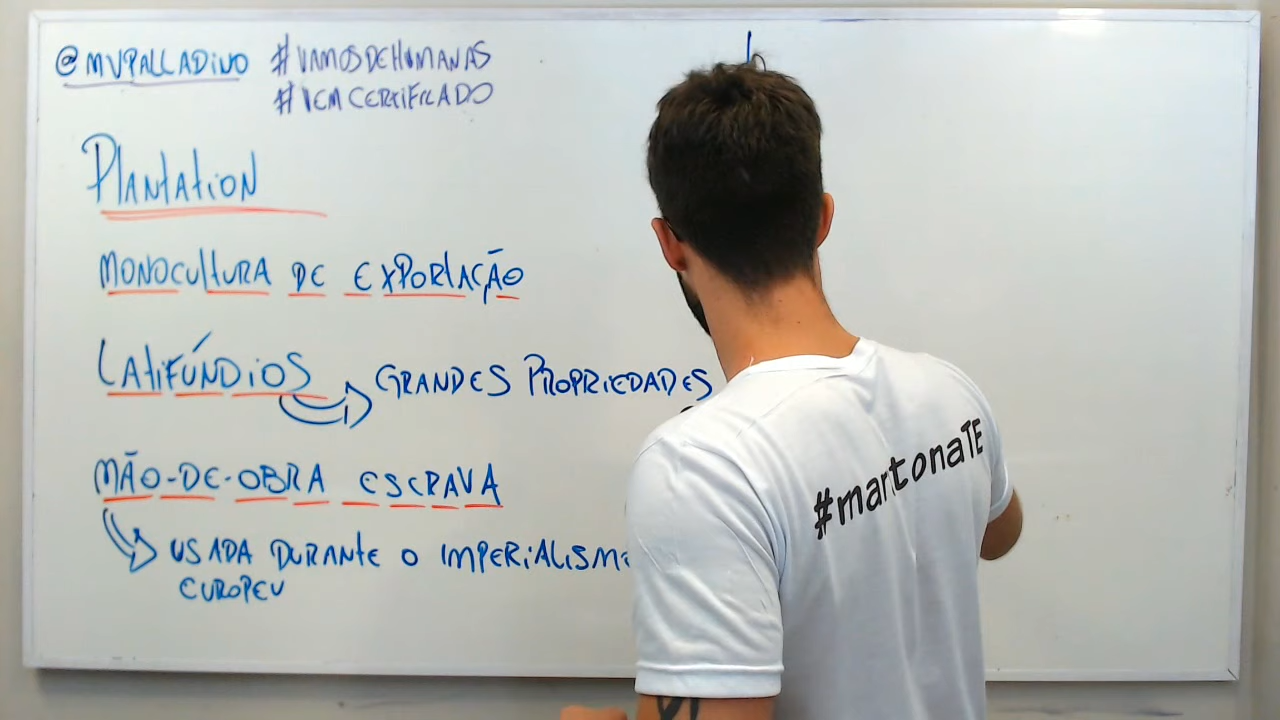 @MVPALLADINO #VAMOSDEHUMANAS
#VEMCERTIFICADO
PLANTATION
MONOCULTURA DE EXPORTAÇÃO
LATIFÚNDIOS GRANDES PROPRIEDADES
MÃO-DE-OBRA ESCRAVA
USADA DURANTE O IMPERIALISMO
EUROPEU
#martonaTE